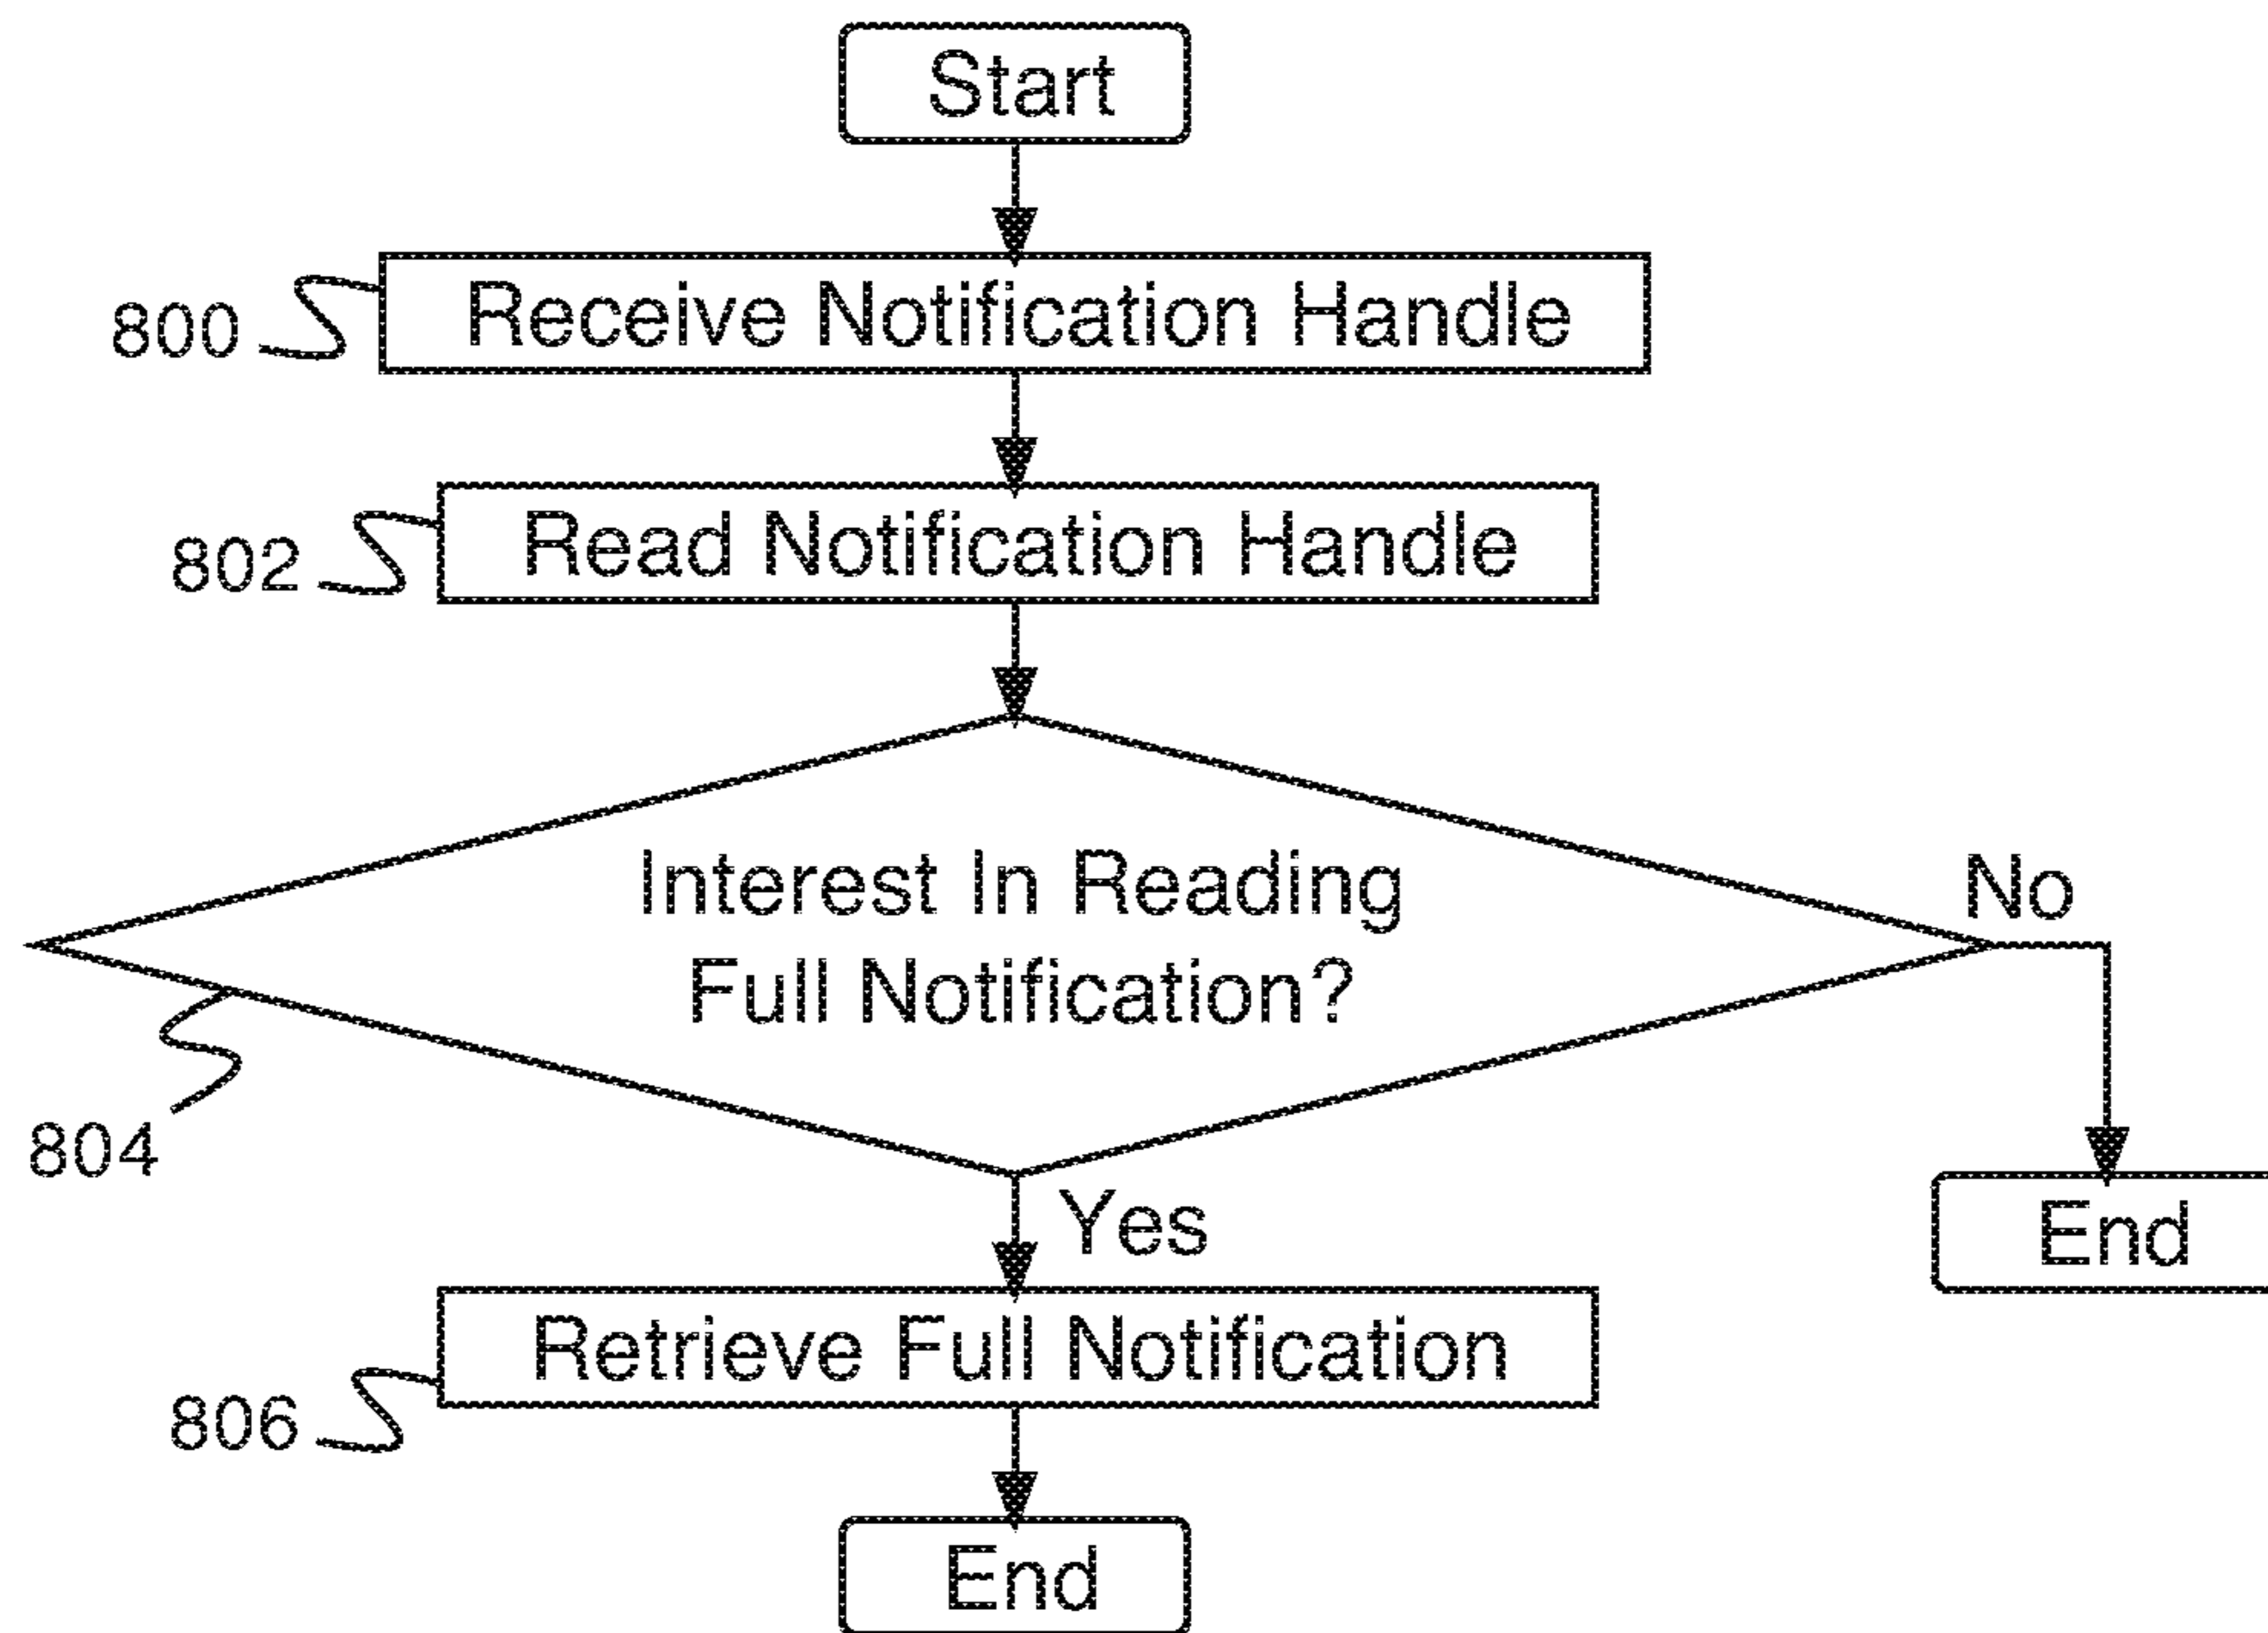 Start
800
Receive Notification Handle
802
Read Notification Handle
Interest In Reading
Full Notification?
No
804
Yes
End
Retrieve Full Notification
806
End